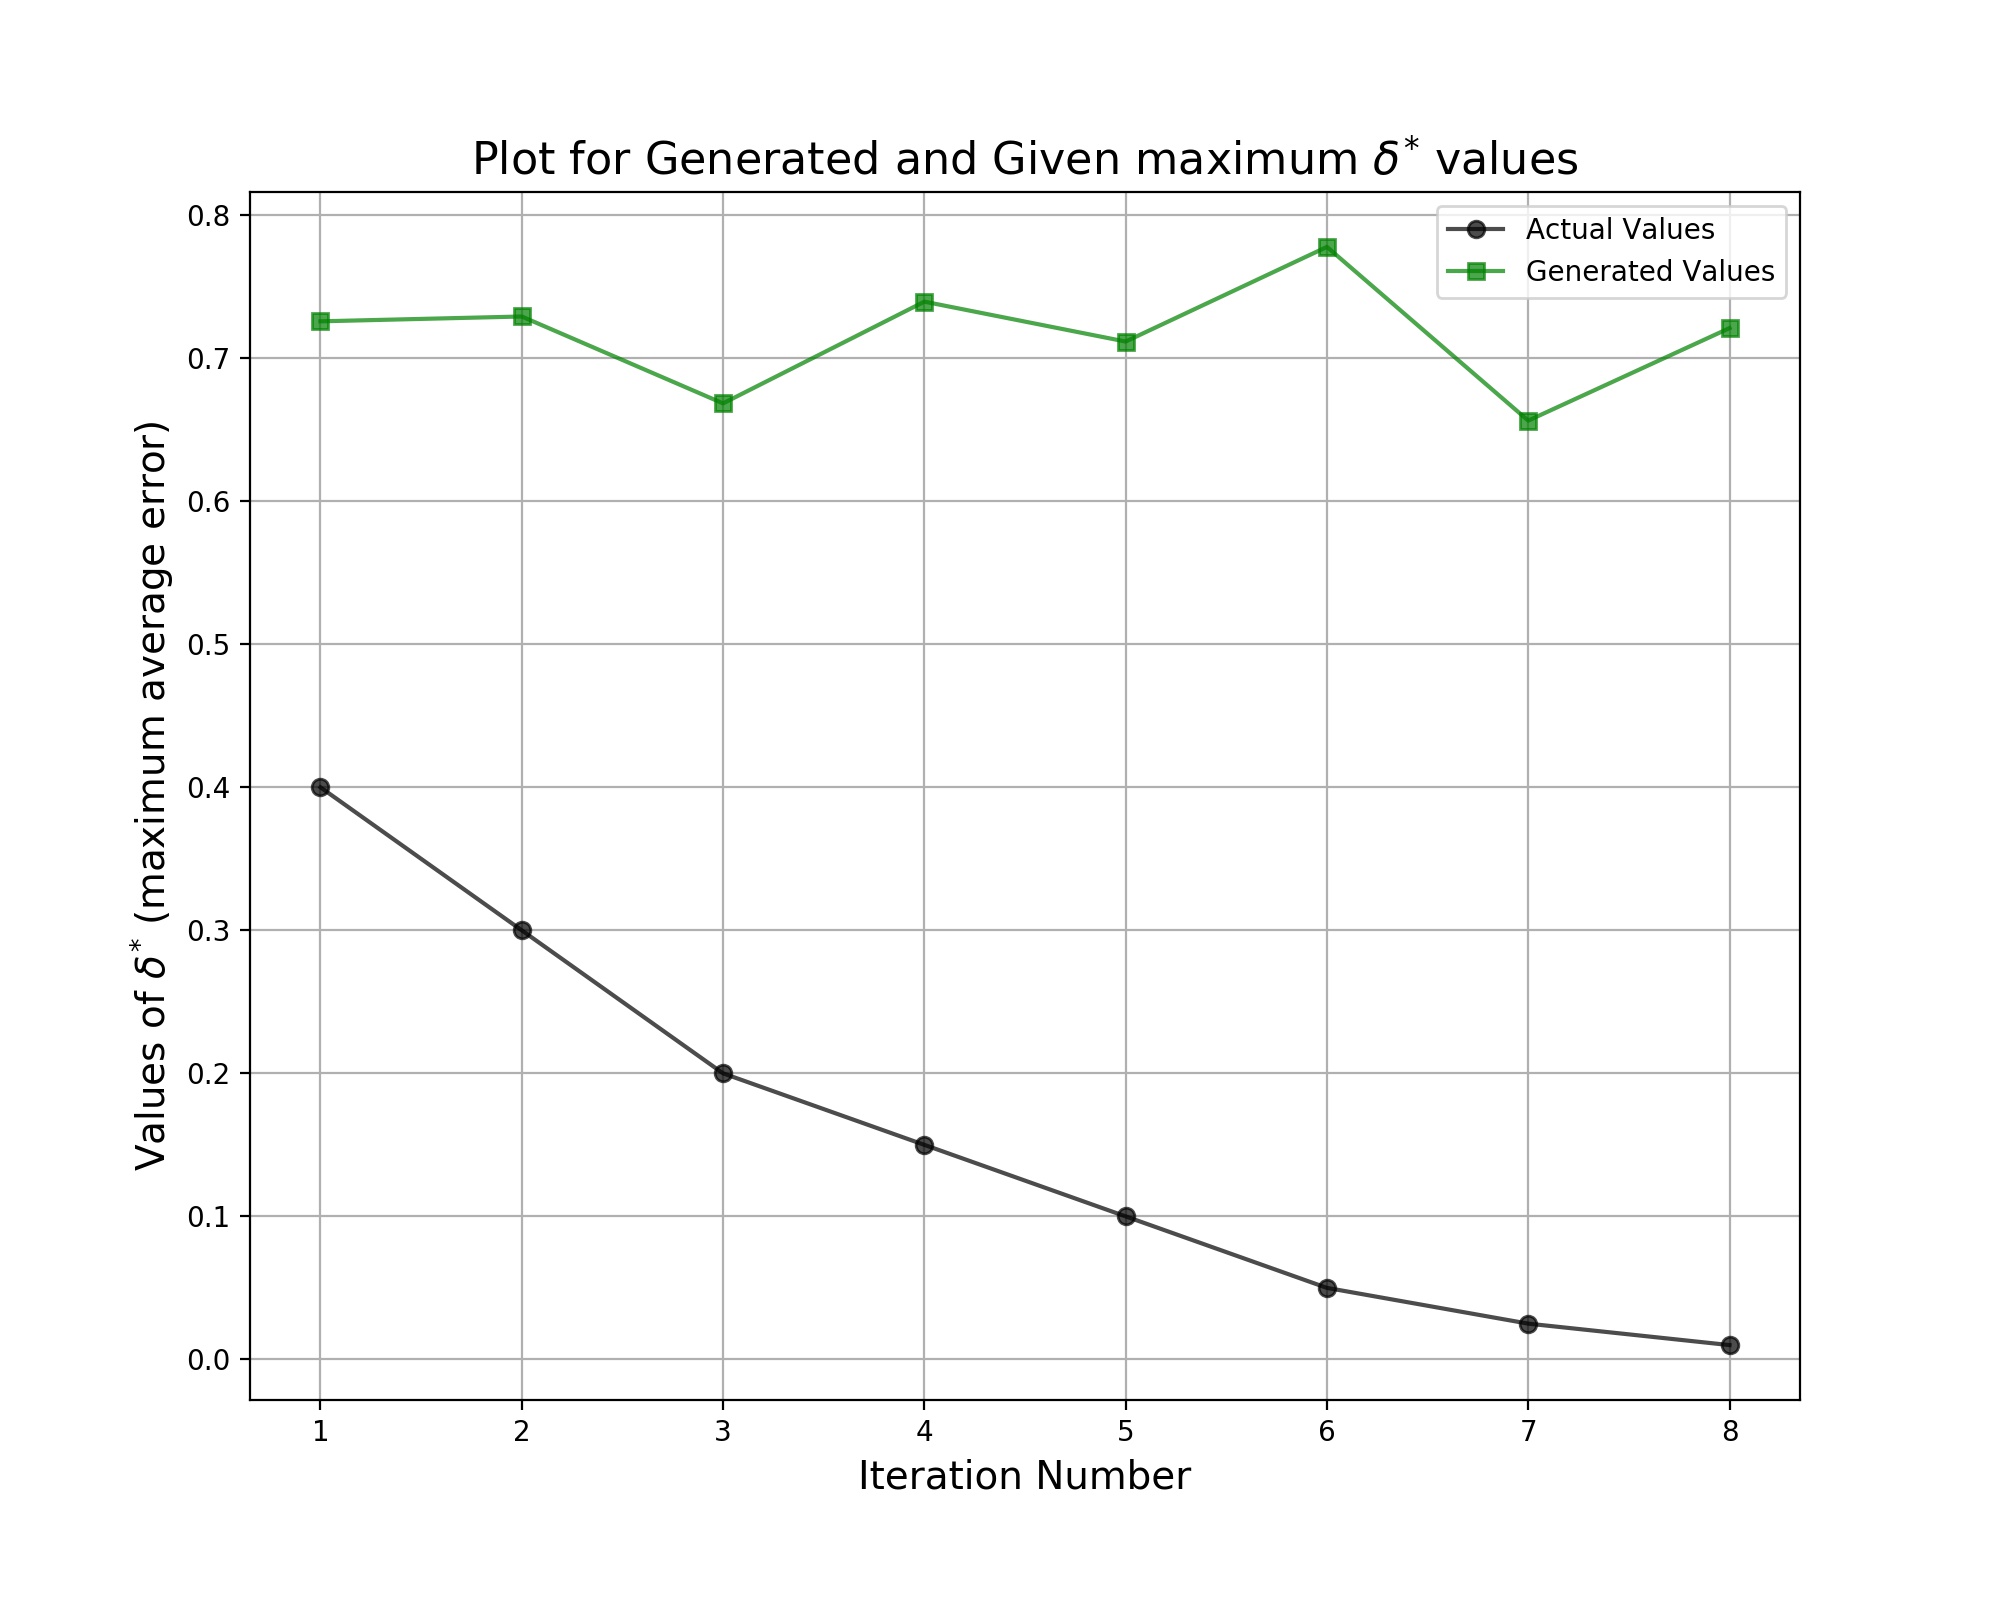 Plot for Generated and Given maximum δ* values
Actual Values
Generated Values
Values of δ* (maximum average error)
0.8
0.7
0.6
0.5
0.4
0.3
0.2
0.1
0.0
1 2 3 4 5 6 7 8
Iteration Number